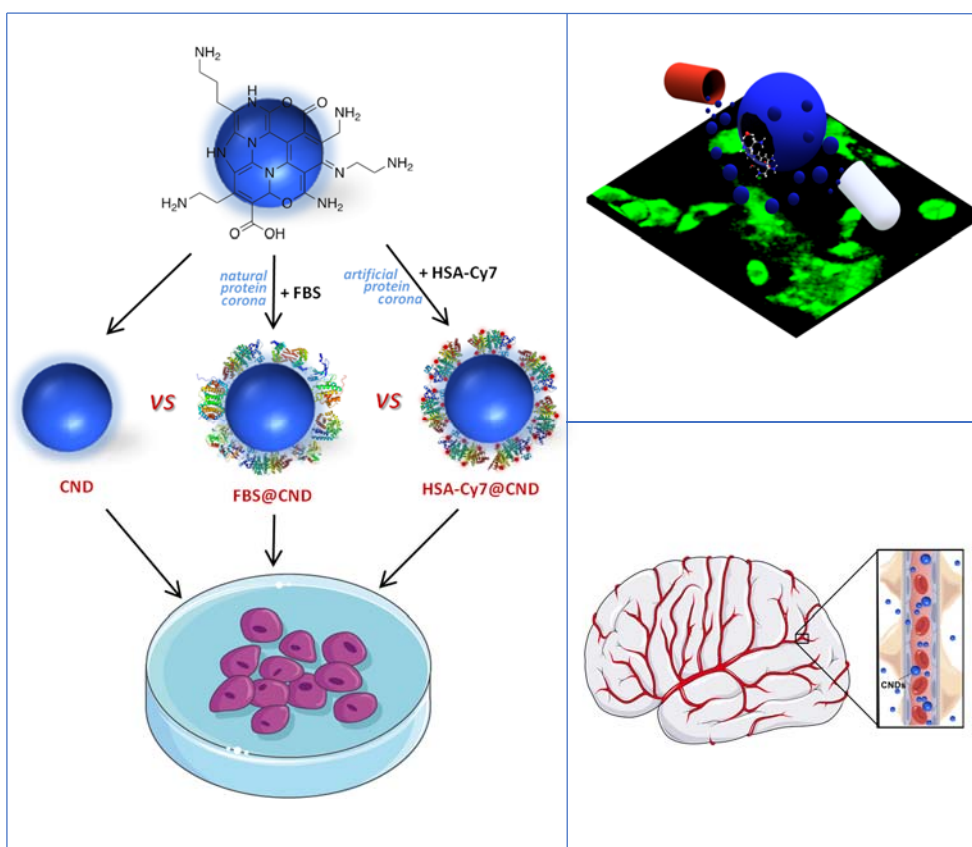 NH₂
H
N
O
O
NH₂
N
HN
N
N
NH₂
H₂N
O
NH₂
O
OH
natural
protein
corona
+ FBS
artificial
protein
corona
+ HSA-Cy7
VS
VS
CND
FBS@CND
HSA-Cy7@CND
CNDs